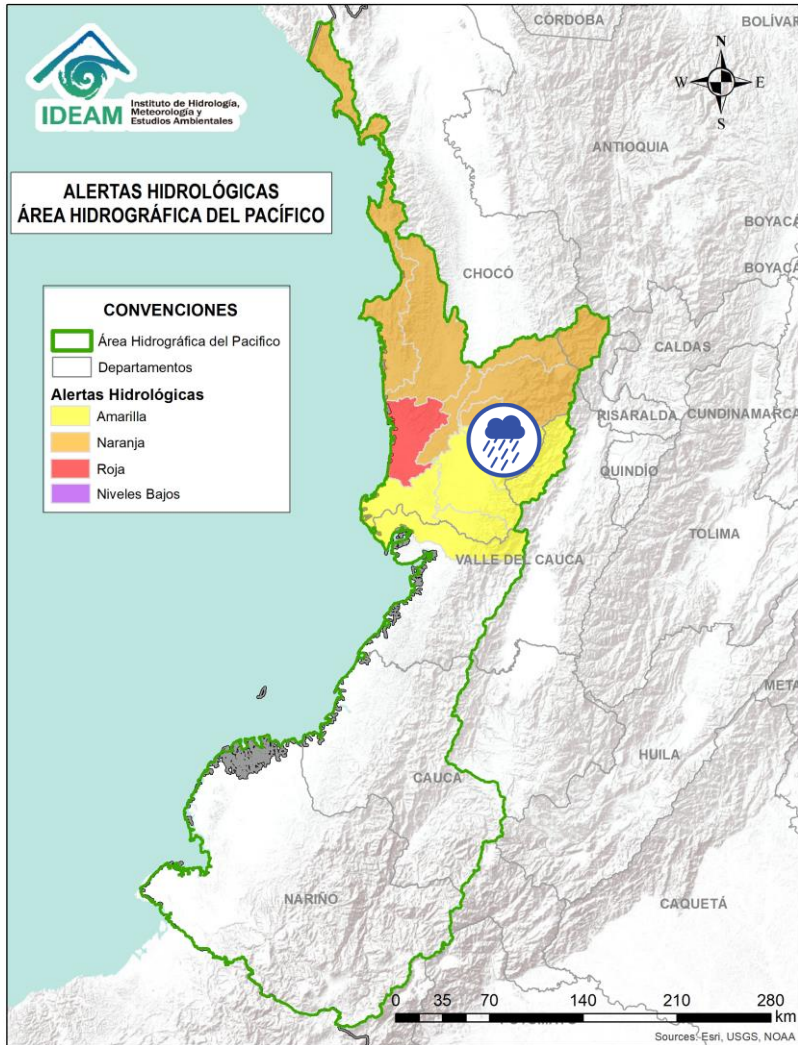 IDEAM
Instituto de Hidrología,
Meteorología y
Estudios Ambientales
ALERTAS HIDROLÓGICAS
ÁREA HIDROGRÁFICA DEL PACÍFICO
CONVENCIONES
Área Hidrográfica del Pacifico
Departamentos
Alertas Hidrológicas
Amarilla
Naranja
Roja
Niveles Bajos
N
W
E
S
CÓRDOBA
BOLÍVAR
ANTIOQUIA
BOYACÁ
BOYACÁ
CHOCÓ
CALDAS
RISARALDA
CUNDINAMARCA
QUINDÍO
TOLIMA
VALLE DEL CAUCA
META
HUILA
CAUCA
NARIÑO
CAQUETÁ
0 35 70 140 210 280
km
Sources: Esri, USGS, NOAA